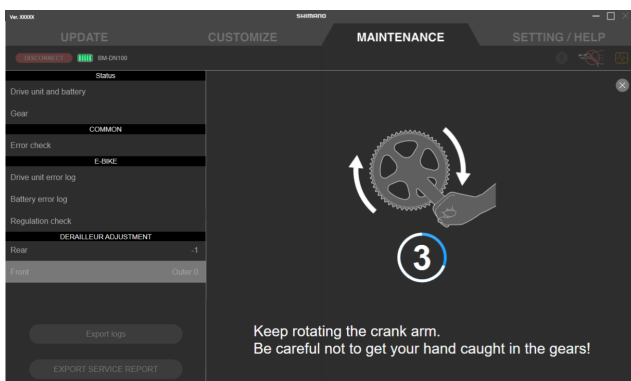 Ver. XXXXX
SHIMANO
UPDATE
CUSTOMIZE
MAINTENANCE
SETTING / HELP
DISCONNECT
BM-DN100
Status
Drive unit and battery
Gear
COMMON
Error check
E-BIKE
Drive unit error log
Battery error log
Regulation check
DERAILLEUR ADJUSTMENT
Rear -1
Front Outer:0
Export logs
EXPORT SERVICE REPORT
3
Keep rotating the crank arm.
Be careful not to get your hand caught in the gears!